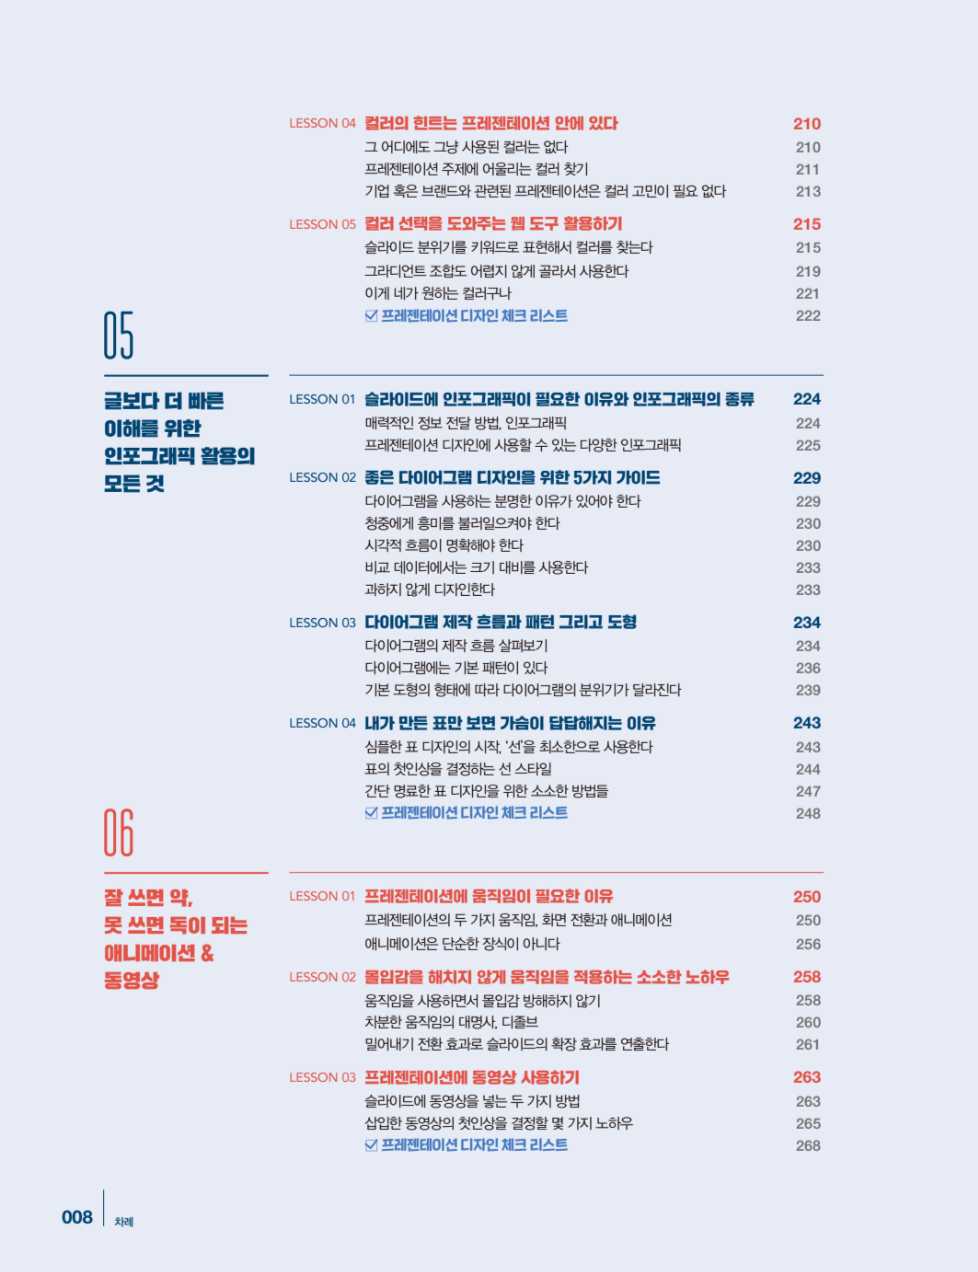 LESSON 04 컬러의 힌트는 프레젠테이션 안에 있다 210
그 어디에도 그냥 사용된 컬러는 없다 210
프레젠테이션 주제에 어울리는 컬러 찾기 211
기업 혹은 브랜드와 관련된 프레젠테이션은 컬러 고민이 필요 없다 213
LESSON 05 컬러 선택을 도와주는 웹 도구 활용하기 215
슬라이드 분위기를 키워드로 표현해서 컬러를 찾는다 215
그라디언트 조합도 어렵지 않게 골라서 사용한다 219
이게 네가 원하는 컬러구나 221
프레젠테이션 디자인 체크 리스트 222
05
글보다 더 빠른
이해를 위한
인포그래픽 활용의
모든 것
LESSON 01 슬라이드에 인포그래픽이 필요한 이유와 인포그래픽의 종류 224
매력적인 정보 전달 방법, 인포그래픽 224
프레젠테이션 디자인에 사용할 수 있는 다양한 인포그래픽 225
LESSON 02 좋은 다이어그램 디자인을 위한 5가지 가이드 229
다이어그램을 사용하는 분명한 이유가 있어야 한다 229
청중에게 흥미를 불러일으켜야 한다 230
시각적 흐름이 명확해야 한다 230
비교 데이터에서는 크기 대비를 사용한다 233
과하지 않게 디자인한다 233
LESSON 03 다이어그램 제작 흐름과 패턴 그리고 도형 234
다이어그램의 제작 흐름 살펴보기 234
다이어그램에는 기본 패턴이 있다 236
기본 도형의 형태에 따라 다이어그램의 분위기가 달라진다 239
LESSON 04 내가 만든 표만 보면 가슴이 답답해지는 이유 243
심플한 표 디자인의 시작, ‘선’을 최소한으로 사용한다 243
표의 첫인상을 결정하는 선 스타일 244
간단 명료한 표 디자인을 위한 소소한 방법들 247
프레젠테이션 디자인 체크 리스트 248
06
잘 쓰면 약,
못 쓰면 독이 되는
애니메이션 &
동영상
LESSON 01 프레젠테이션에 움직임이 필요한 이유 250
프레젠테이션의 두 가지 움직임, 화면 전환과 애니메이션 250
애니메이션은 단순한 장식이 아니다 256
LESSON 02 몰입감을 해치지 않게 움직임을 적용하는 소소한 노하우 258
움직임을 사용하면서 몰입감 방해하지 않기 258
차분한 움직임의 대명사, 디졸브 260
밀어내기 전환 효과로 슬라이드의 확장 효과를 연출한다 261
LESSON 03 프레젠테이션에 동영상 사용하기 263
슬라이드에 동영상을 넣는 두 가지 방법 263
삽입한 동영상의 첫인상을 결정할 몇 가지 노하우 265
프레젠테이션 디자인 체크 리스트 268
008 차례